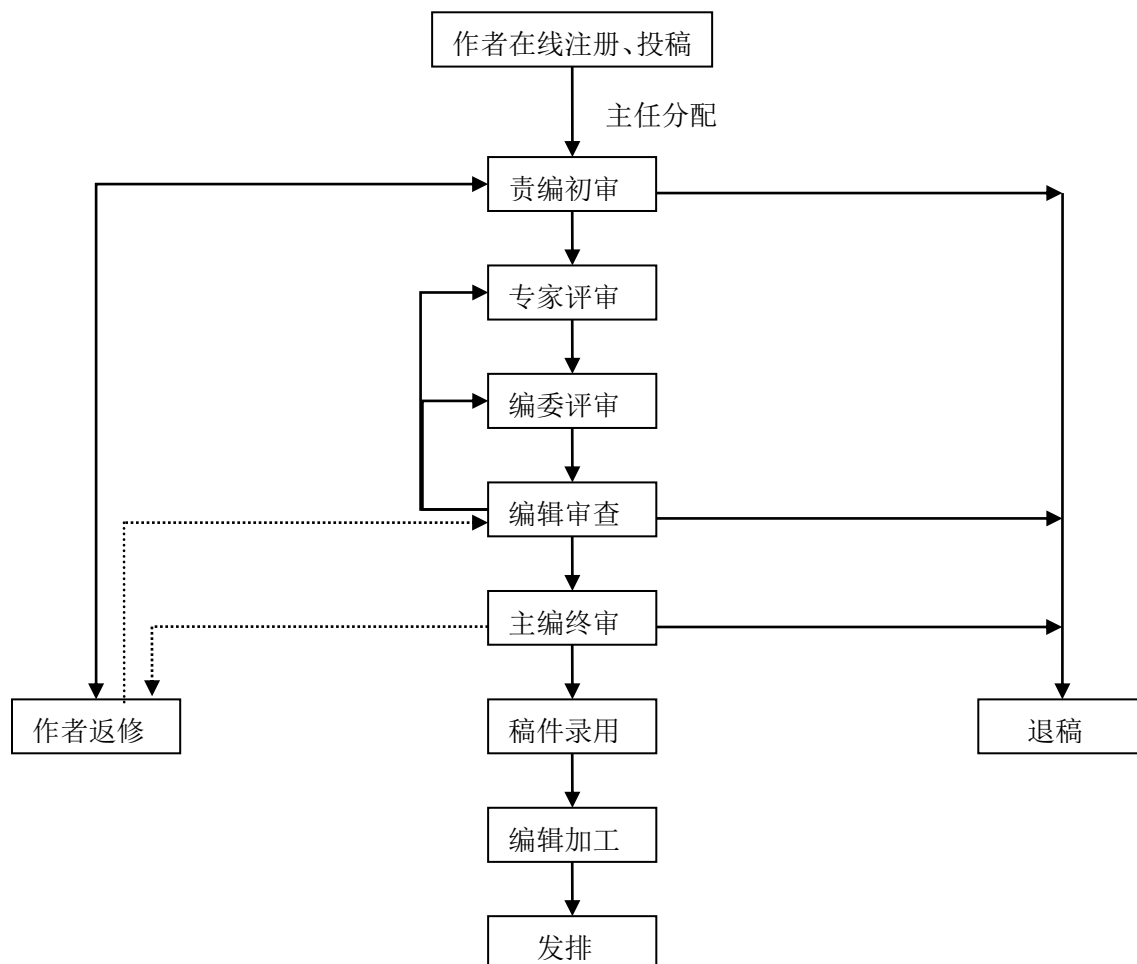 作者在线注册、投稿
主任分配
责编初审
专家评审
编委评审
编辑审查
主编终审
作者返修
稿件录用
退稿
编辑加工
发排